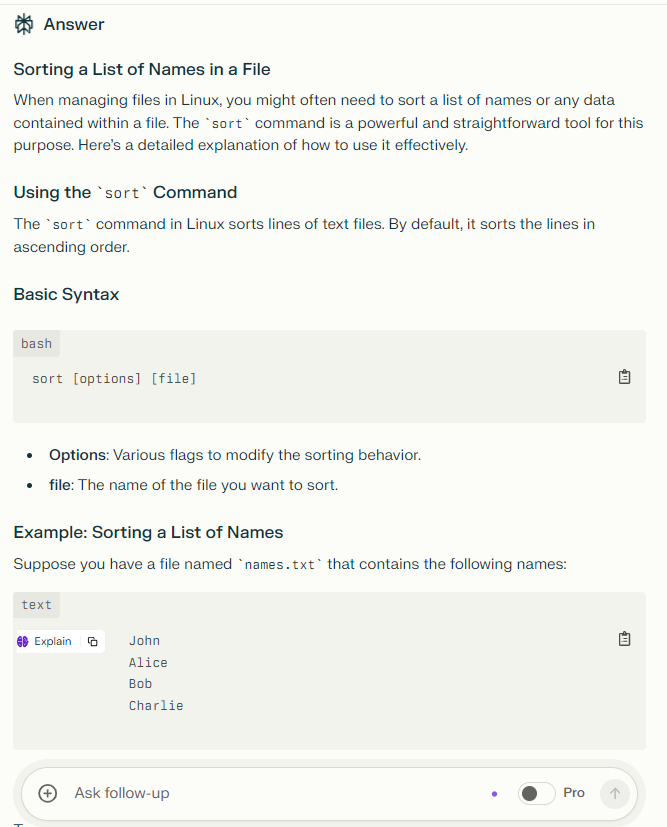 Answer
Sorting a List of Names in a File
When managing files in Linux, you might often need to sort a list of names or any data
contained within a file. The `sort` command is a powerful and straightforward tool for this
purpose. Here's a detailed explanation of how to use it effectively.
Using the `sort` Command
The `sort` command in Linux sorts lines of text files. By default, it sorts the lines in
ascending order.
Basic Syntax
bash
sort [options] [file]
• Options: Various flags to modify the sorting behavior.
• file: The name of the file you want to sort.
Example: Sorting a List of Names
Suppose you have a file named `names.txt` that contains the following names:
text
Explain
John
Alice
Bob
Charlie
Ask follow-up
Pro